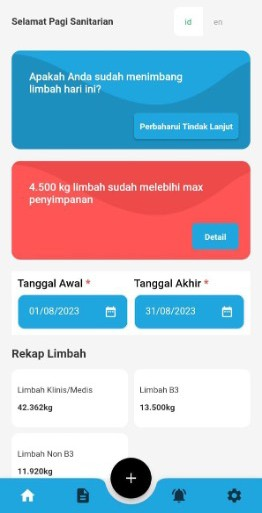 Selamat Pagi Sanitarian
id en
Apakah Anda sudah menimbang
limbah hari ini?
Perbaharui Tindak Lanjut
4.500 kg limbah sudah melebihi max
penyimpanan
Detail
Tanggal Awal * Tanggal Akhir *
01/08/2023 31/08/2023
Rekap Limbah
Limbah Klinis/Medis
42.362kg
Limbah B3
13.500kg
Limbah Non B3
11.920kg